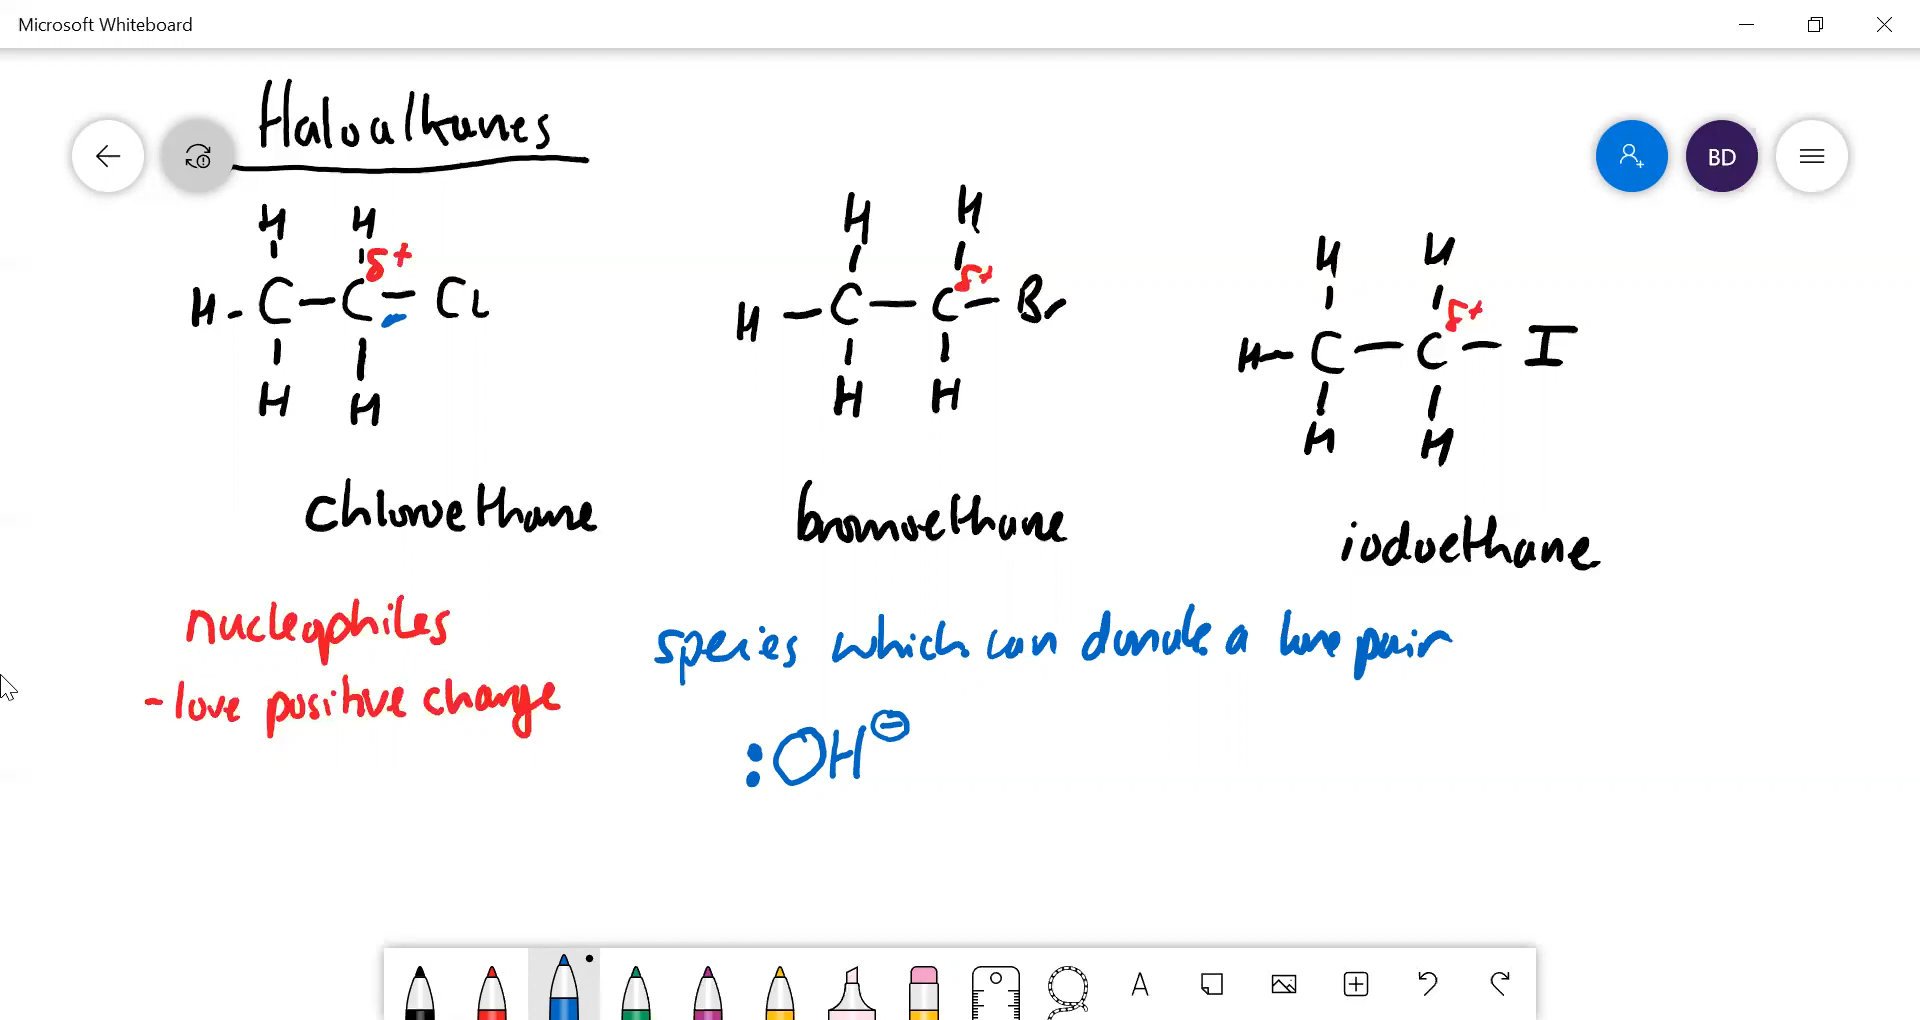 Microsoft Whiteboard
Haloalkanes
BD
H H H H H H
δ+ δ+ δ+
H - C - C - Cl H - C - C - Br H - C - C - I
H H H H H H
chloroethane bromoethane iodoethane
nucleophiles species which can donate a lone pair
- love positive charge
:OH⊖
A